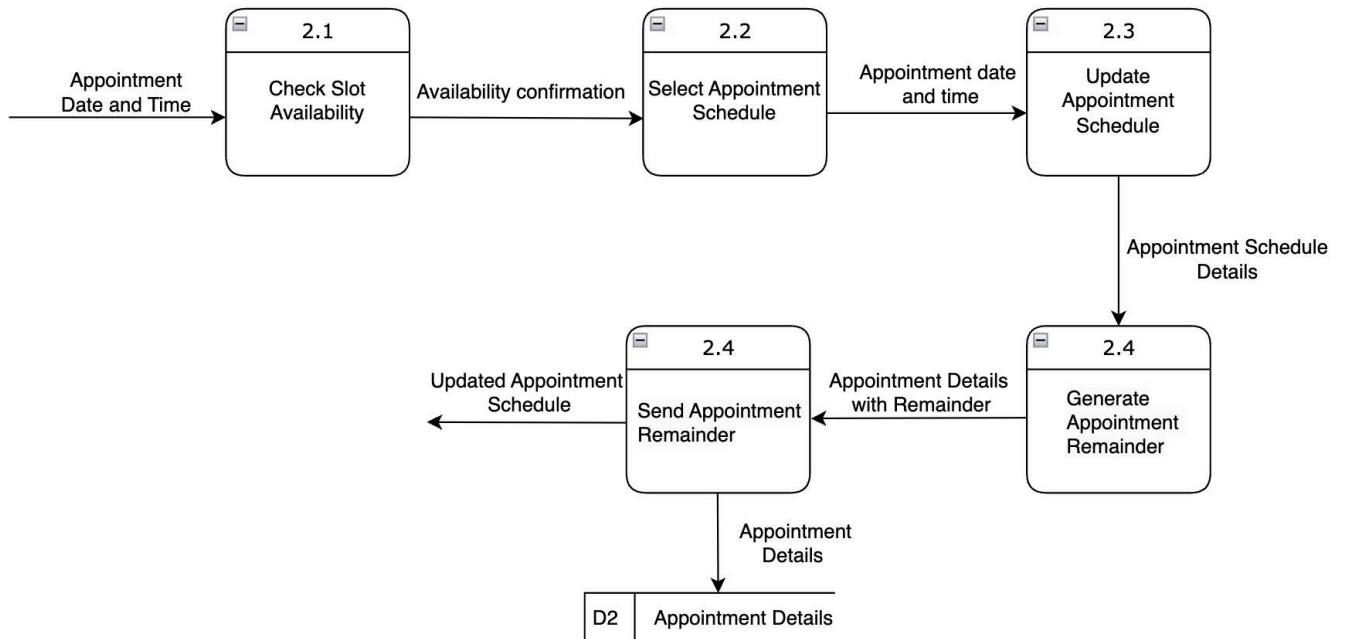 2.1
2.2
2.3
Appointment
Date and Time
Check Slot
Availability
Availability confirmation
Select Appointment
Schedule
Appointment date
and time
Update
Appointment
Schedule
Appointment Schedule
Details
2.4
2.4
Updated Appointment
Schedule
Send Appointment
Remainder
Appointment Details
with Remainder
Generate
Appointment
Remainder
Appointment
Details
D2
Appointment Details